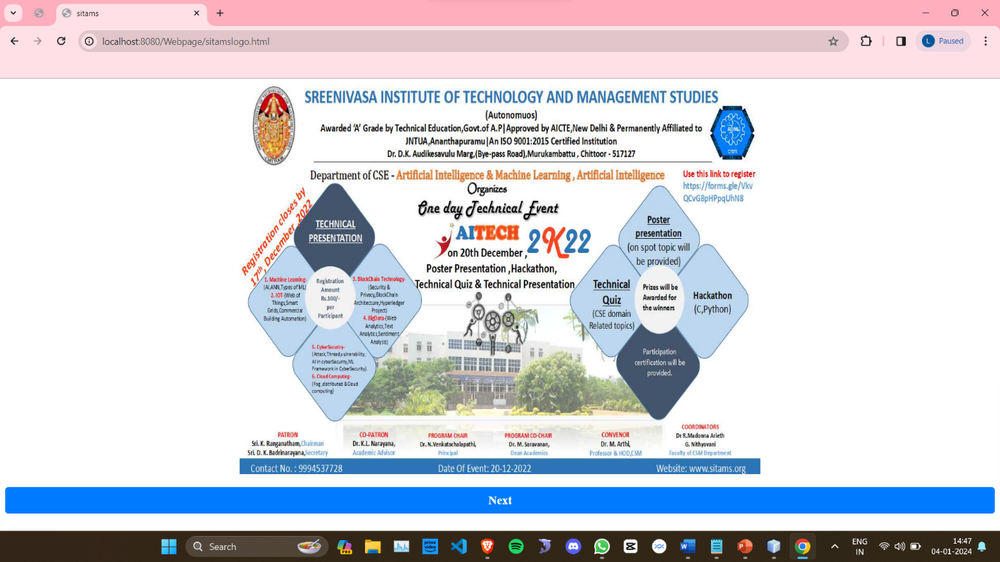 sitams
localhost:8080/Webpage/sitamslogo.html
L
Paused
SREENIVASA INSTITUTE OF TECHNOLOGY AND MANAGEMENT STUDIES
(Autonomuos)
Awarded 'A' Grade by Technical Education,Govt.of A.P|Approved by AICTE,New Delhi & Permanently Affiliated to
JNTUA,Ananthapuramu|An ISO 9001:2015 Certified Institution
Dr. D.K. Audikesavulu Marg,(Bye-pass Road),Murukambattu , Chittoor - 517127
AI ML
CSM
CHITTOOR
Department of CSE - Artificial Intelligence & Machine Learning , Artificial Intelligence
Use this link to register
https://forms.gle/Vkv
QCvG8pHPpqUhN8
Organizes
One day Technical Event
AITECH 2K22
on 20th December ,
Poster Presentation ,Hackathon,
Technical Quiz & Technical Presentation
Registration closes by
17th, December, 2022
TECHNICAL
PRESENTATION
1. Machine Learning-
(AI,ANN,Types of ML)
2. IOT-(Web of
Things,Smart
Grids,Commercial
Building Automation)
Registration
Amount
Rs.100/-
per
Participant
3. BlockChain Technology-
(Security &
Privacy,BlockChain
Architecture,Hyperledger
Project)
4. BigData-(Web
Analytics,Text
Analytics,Sentiment
Analysis)
5. CyberSecutiry-
(Attack,Thread,vulnerability,
AI in cyberSecurity,ML
Framework in CyberSecurity).
6. Cloud Computing-
(Fog ,distributed &Cloud
computing)
Poster
presentation
(on spot topic will
be provided)
Technical
Quiz
(CSE domain
Related topics)
Prizes will be
Awarded for
the winners
Hackathon
(C,Python)
Participation
certification will be
provided.
PATRON
Sri. K. Ranganatham,Chairman
Sri. D. K. Badrinarayana,Secretary
CO-PATRON
Dr. K.L. Narayana,
Academic Advisor
PROGRAM CHAIR
Dr. N.Venkatachalapathi,
Principal
PROGRAM CO-CHAIR
Dr. M. Saravanan,
Dean Academics
CONVENOR
Dr. M. Arthi,
Professor & HOD,CSM
COORDINATORS
Dr R.Madonna Arieth
G. Nithyavani
Faculty of CSM Department
Contact No. : 9994537728
Date Of Event: 20-12-2022
Website: www.sitams.org
Next
Search
PRE
prime video
ENG
IN
14:47
04-01-2024